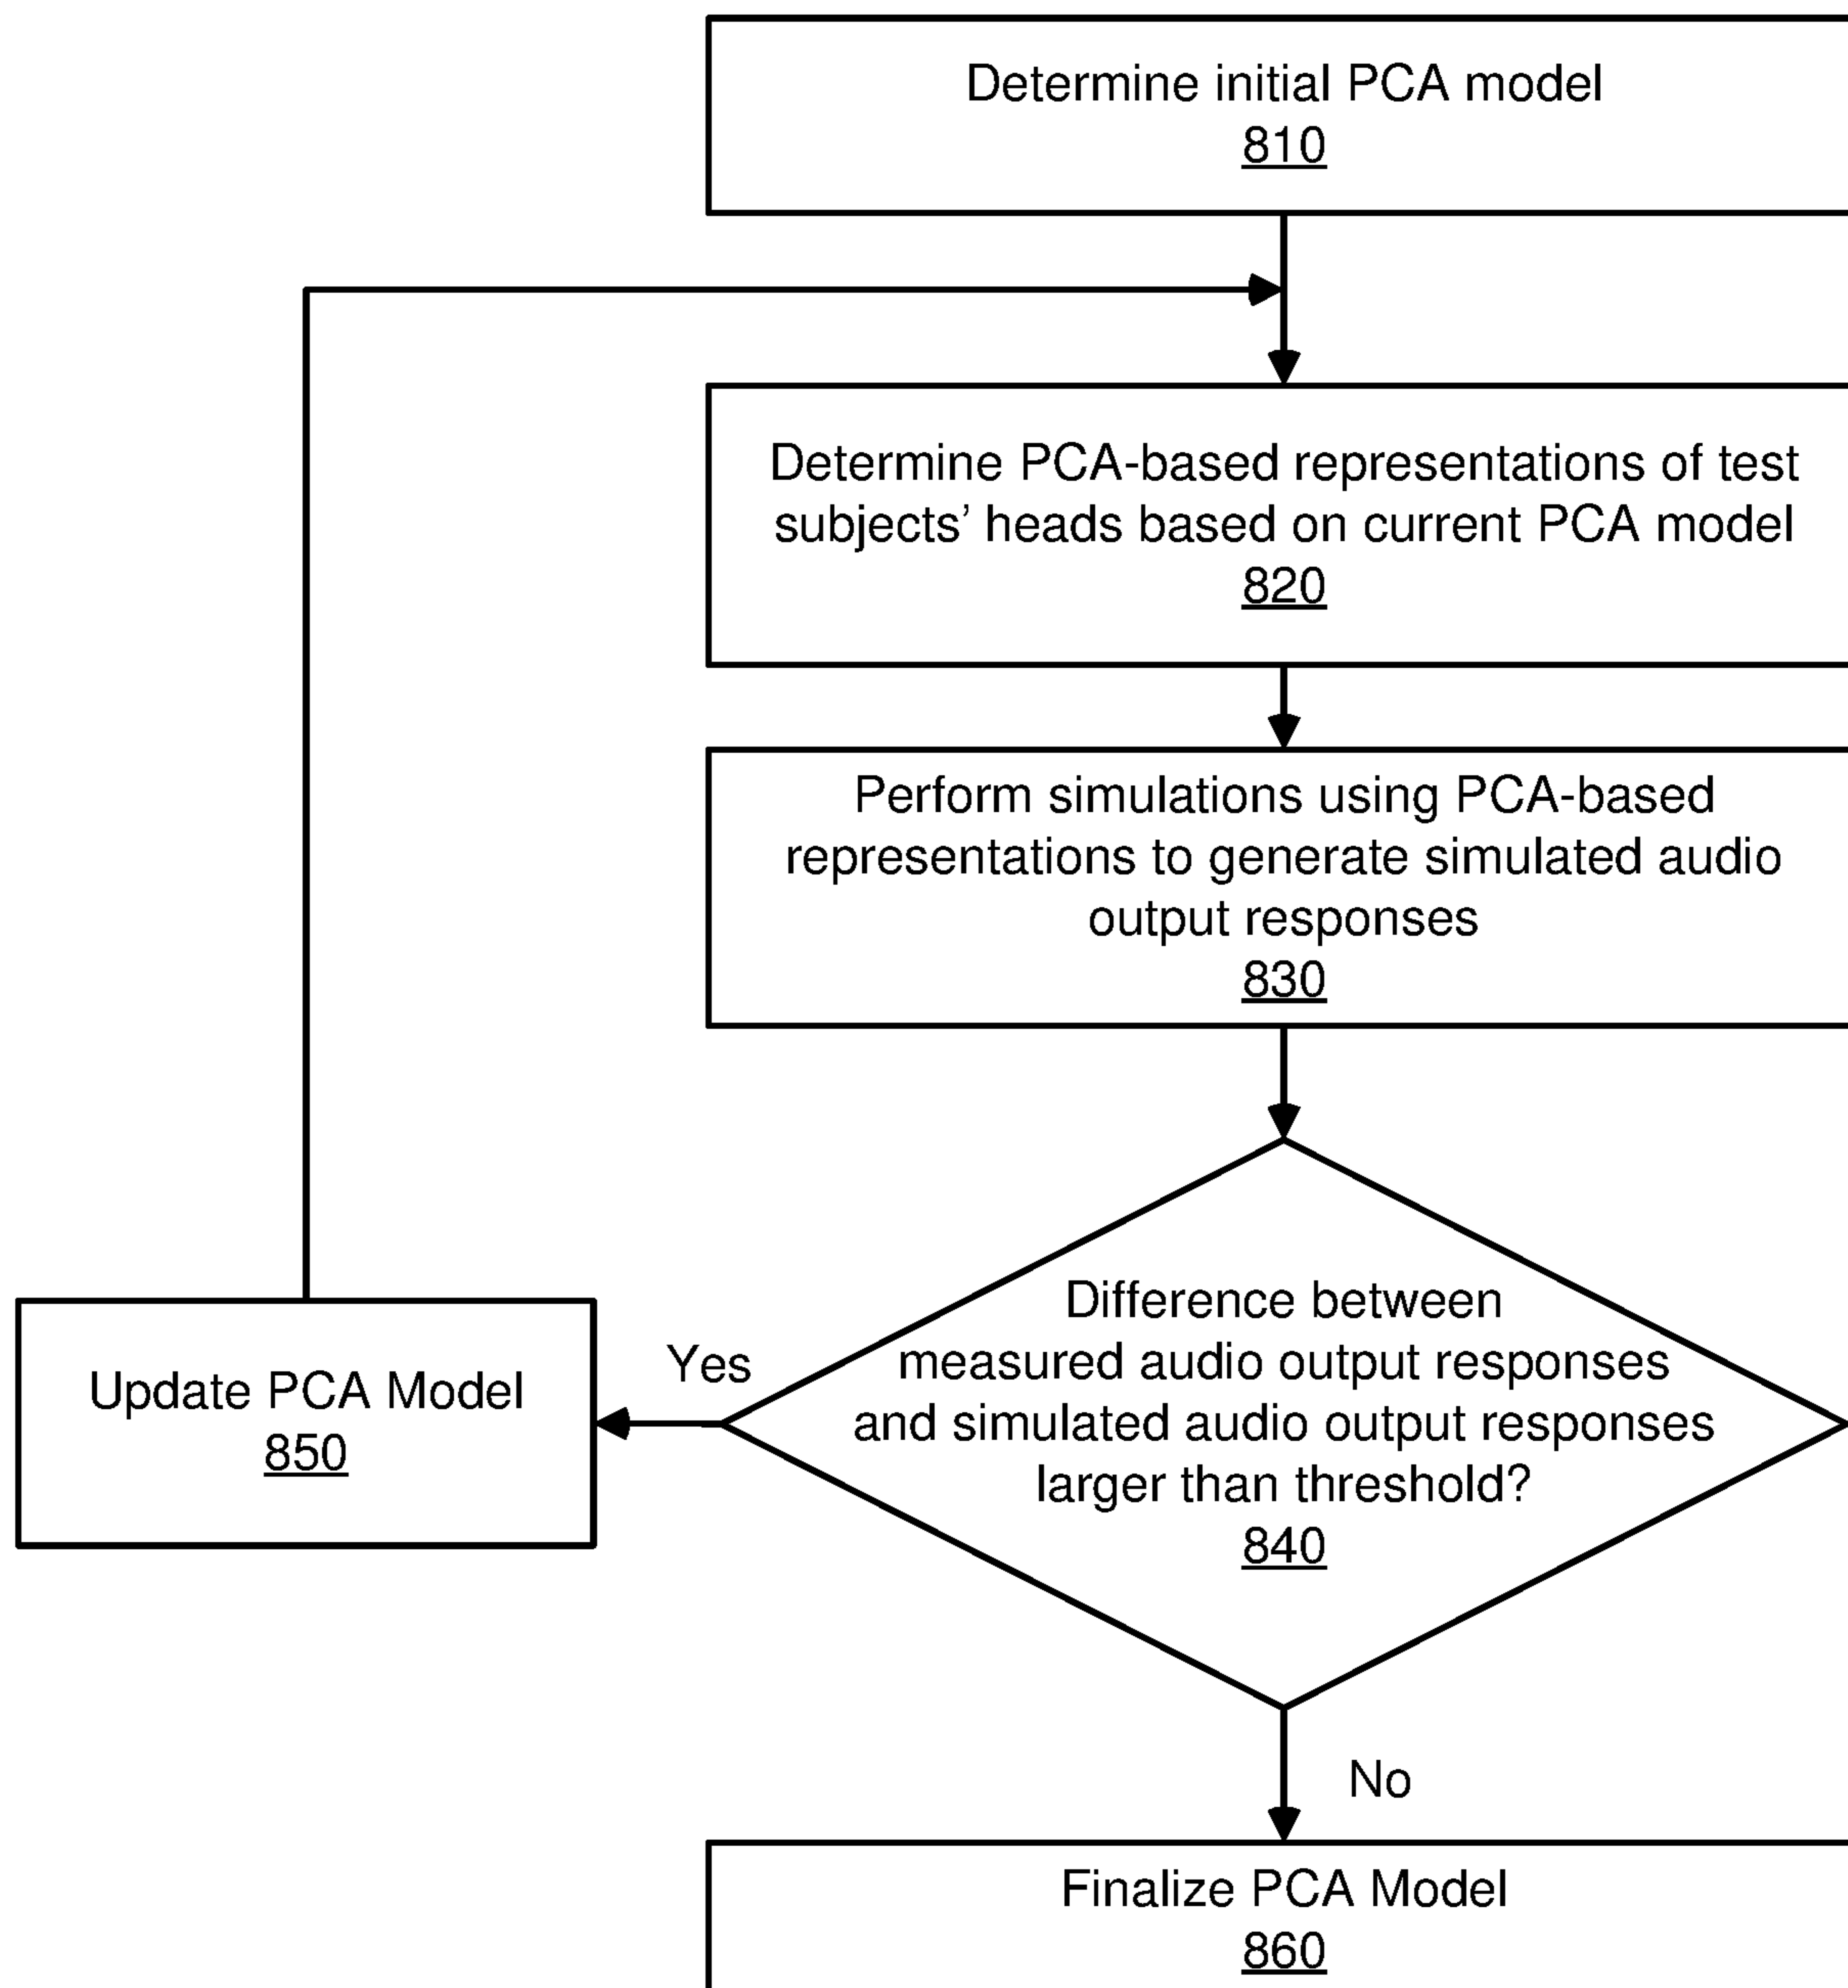 Determine initial PCA model
810
Determine PCA-based representations of test
subjects’ heads based on current PCA model
820
Perform simulations using PCA-based
representations to generate simulated audio
output responses
830
Difference between
measured audio output responses
and simulated audio output responses
larger than threshold?
840
Yes
Update PCA Model
850
No
Finalize PCA Model
860